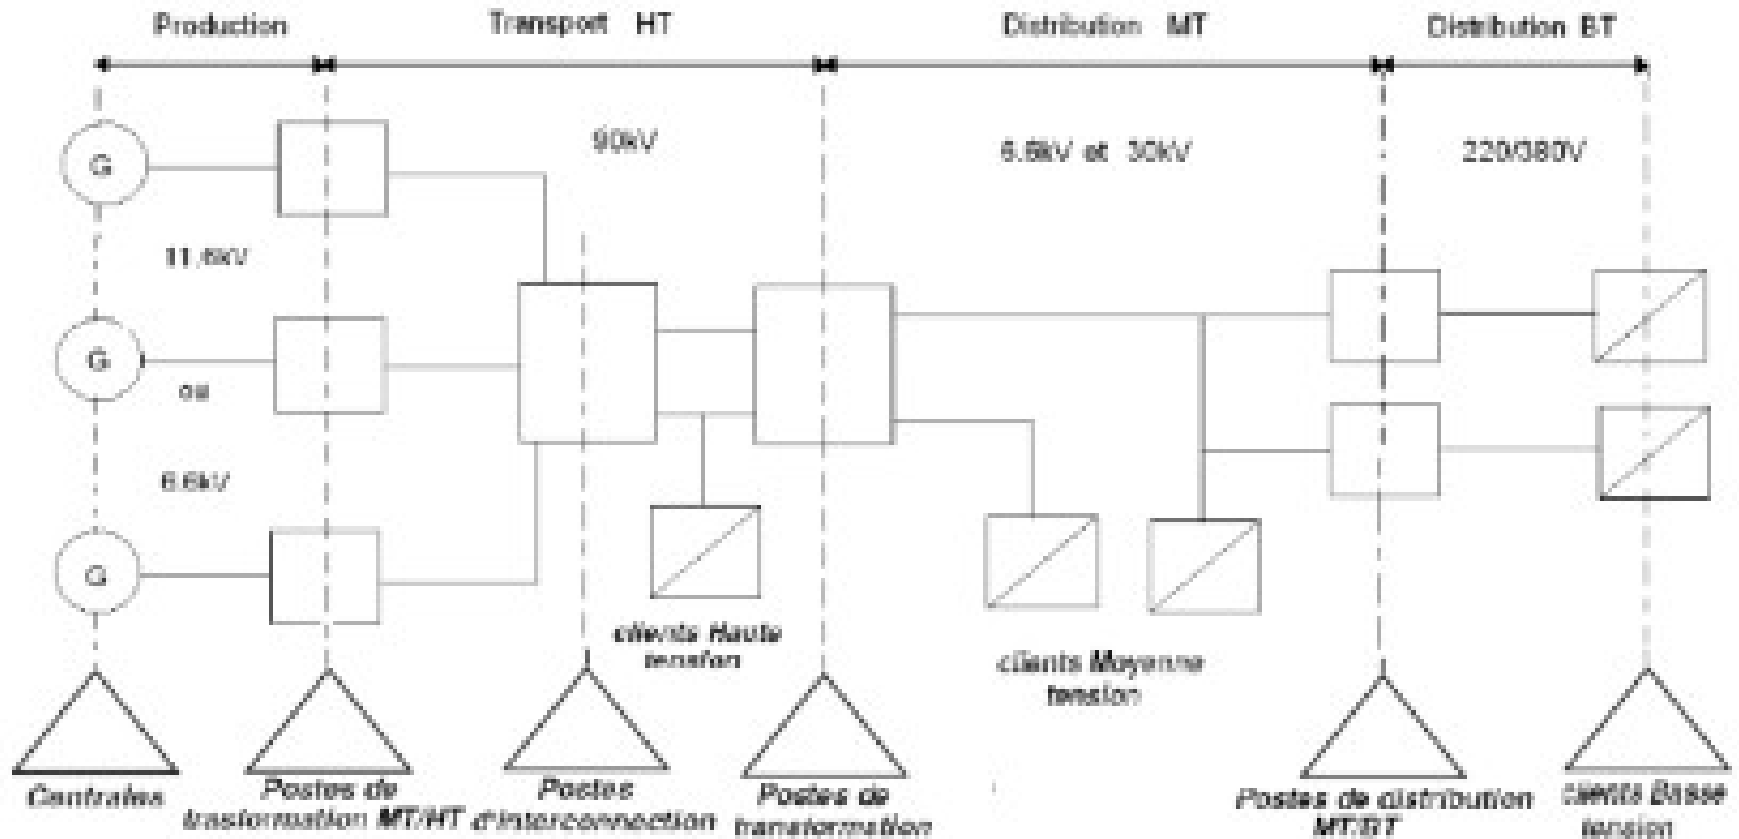 Production Transport HT Distribution MT Distribution BT
90kV 6.6kV et 30kV 220/380V
G
11.6kV
G
ou
6.6kV
G
clients Haute
tension
clients Moyenne
tension
Centrales
Postes de
trasformation MT/HT
Postes
d'interconnection
Postes de
transformation
Postes de distribution
MT/BT
clients Basse
tension